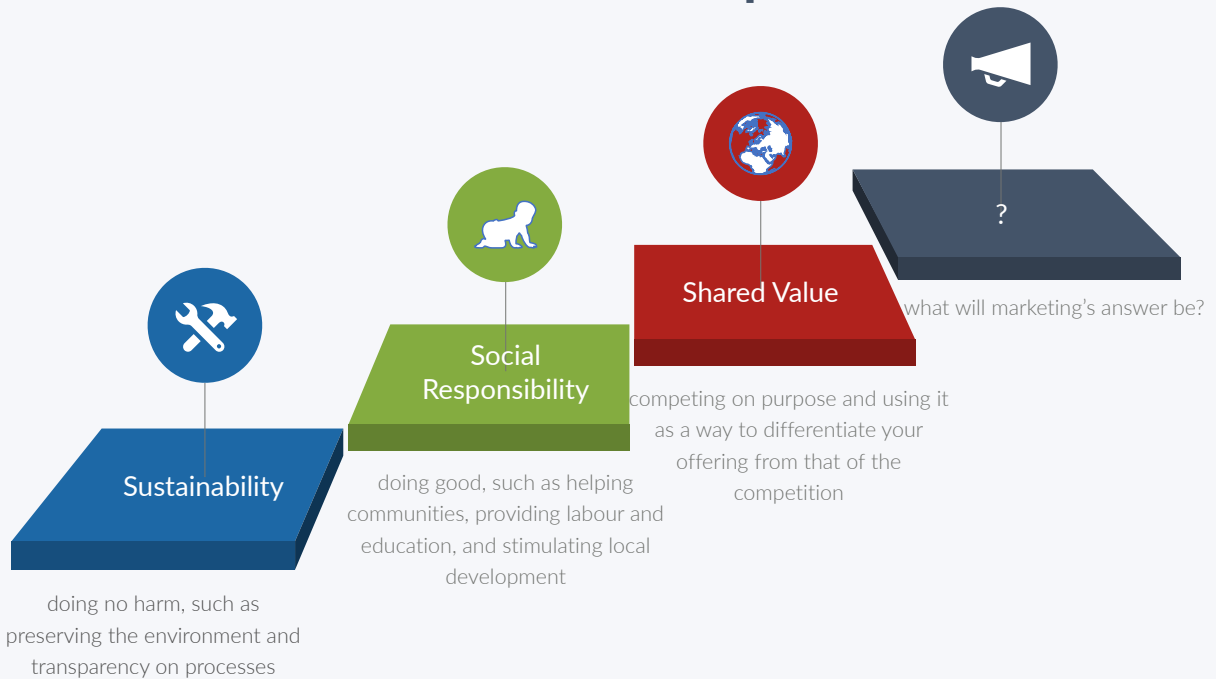 Sustainability
doing no harm, such as
preserving the environment and
transparency on processes
Social
Responsibility
doing good, such as helping
communities, providing labour and
education, and stimulating local
development
Shared Value
competing on purpose and using it
as a way to differentiate your
offering from that of the
competition
?
what will marketing’s answer be?